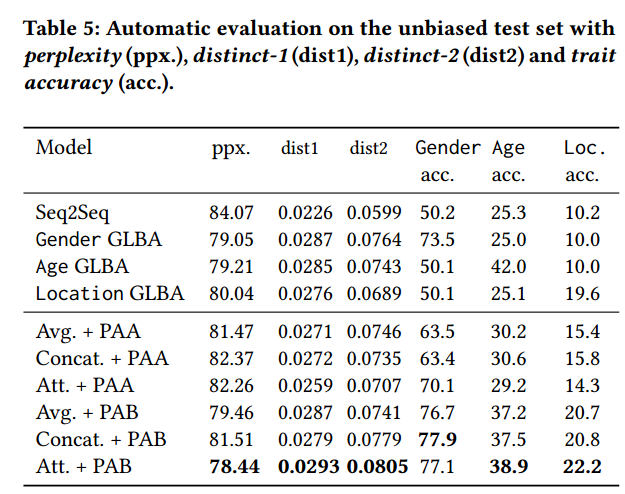 Table 5: Automatic evaluation on the unbiased test set with
perplexity (ppx.), distinct-1 (dist1), distinct-2 (dist2) and trait
accuracy (acc.).
Model ppx. dist1 dist2 Gender Age Loc.
acc. acc. acc.
Seq2Seq 84.07 0.0226 0.0599 50.2 25.3 10.2
Gender GLBA 79.05 0.0287 0.0764 73.5 25.0 10.0
Age GLBA 79.21 0.0285 0.0743 50.1 42.0 10.0
Location GLBA 80.04 0.0276 0.0689 50.1 25.1 19.6
Avg. + PAA 81.47 0.0271 0.0746 63.5 30.2 15.4
Concat. + PAA 82.37 0.0272 0.0735 63.4 30.6 15.8
Att. + PAA 82.26 0.0259 0.0707 70.1 29.2 14.3
Avg. + PAB 79.46 0.0287 0.0741 76.7 37.2 20.7
Concat. + PAB 81.51 0.0279 0.0779 77.9 37.5 20.8
Att. + PAB 78.44 0.0293 0.0805 77.1 38.9 22.2